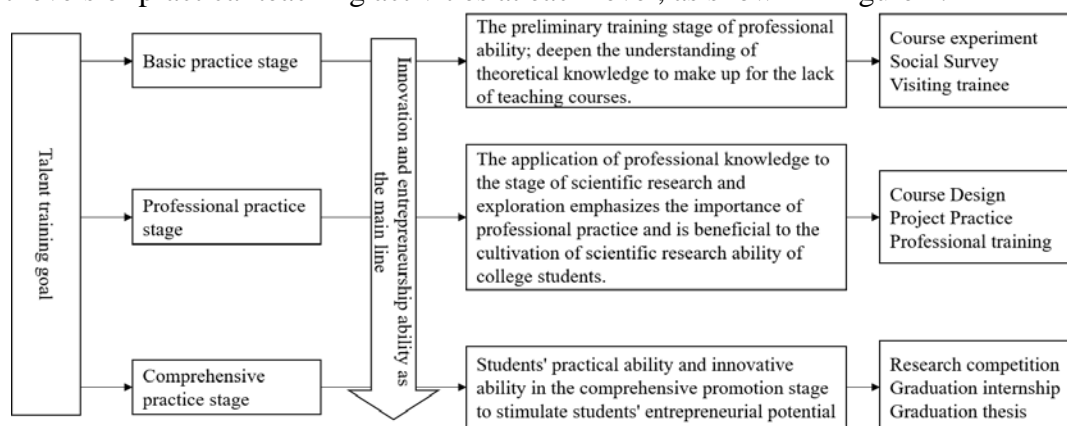 Talent training goal
Basic practice stage
Professional practice
stage
Comprehensive
practice stage
Innovation and entrepreneurship ability as
the main line
The preliminary training stage of professional
ability; deepen the understanding of
theoretical knowledge to make up for the lack
of teaching courses.
Course experiment
Social Survey
Visiting trainee
The application of professional knowledge to
the stage of scientific research and
exploration emphasizes the importance of
professional practice and is beneficial to the
cultivation of scientific research ability of
college students.
Course Design
Project Practice
Professional training
Students' practical ability and innovative
ability in the comprehensive promotion stage
to stimulate students' entrepreneurial potential
Research competition
Graduation internship
Graduation thesis